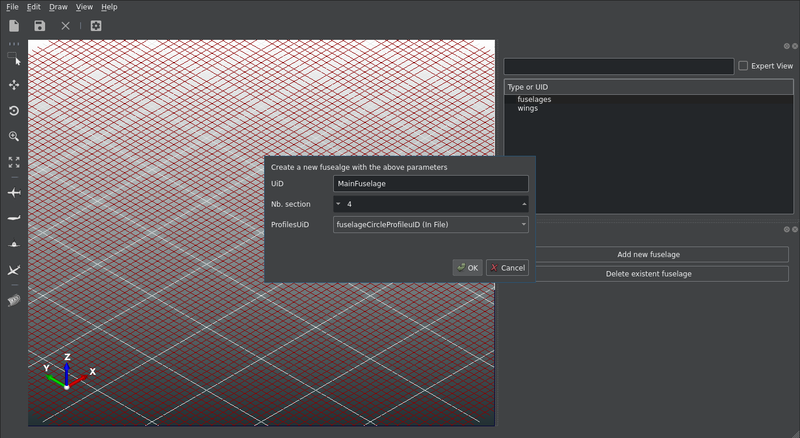 File Edit Draw View Help
Expert View
Type or UID
fuselages
wings
Create a new fusealge with the above parameters
UiD MainFuselage
Nb. section 4
ProfilesUiD fuselageCircleProfileuID (In File)
OK Cancel
Add new fuselage
Delete existent fuselage
Z
Y X